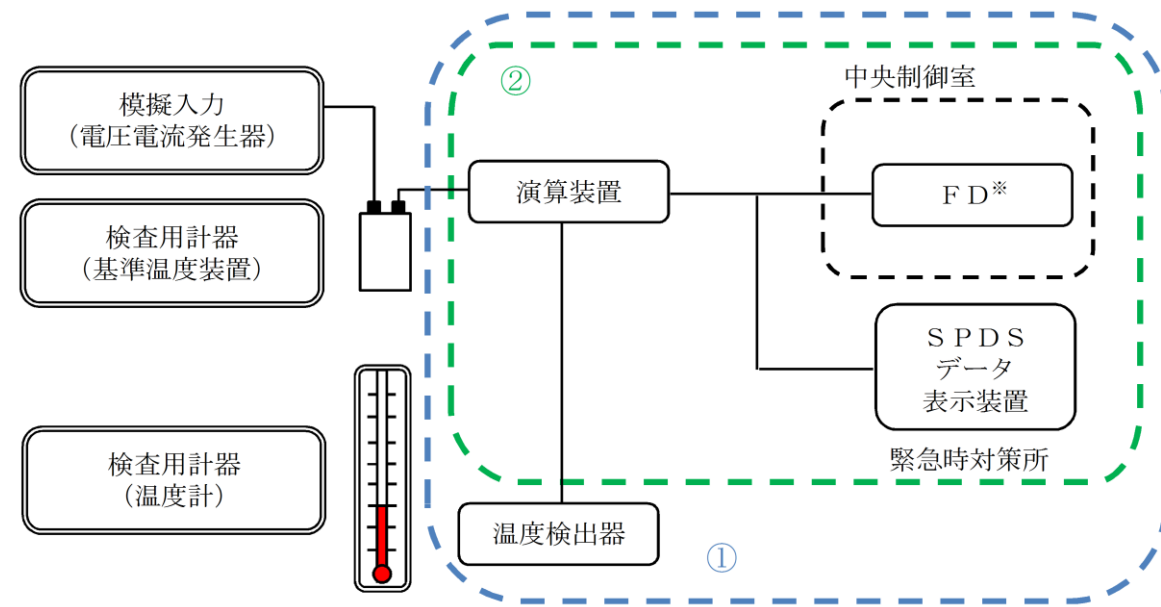 模擬入力
（電圧電流発生器）
検査用計器
（基準温度装置）
検査用計器
（温度計）
②
中央制御室
演算装置
ＦＤ※
ＳＰＤＳ
データ
表示装置
緊急時対策所
温度検出器
①